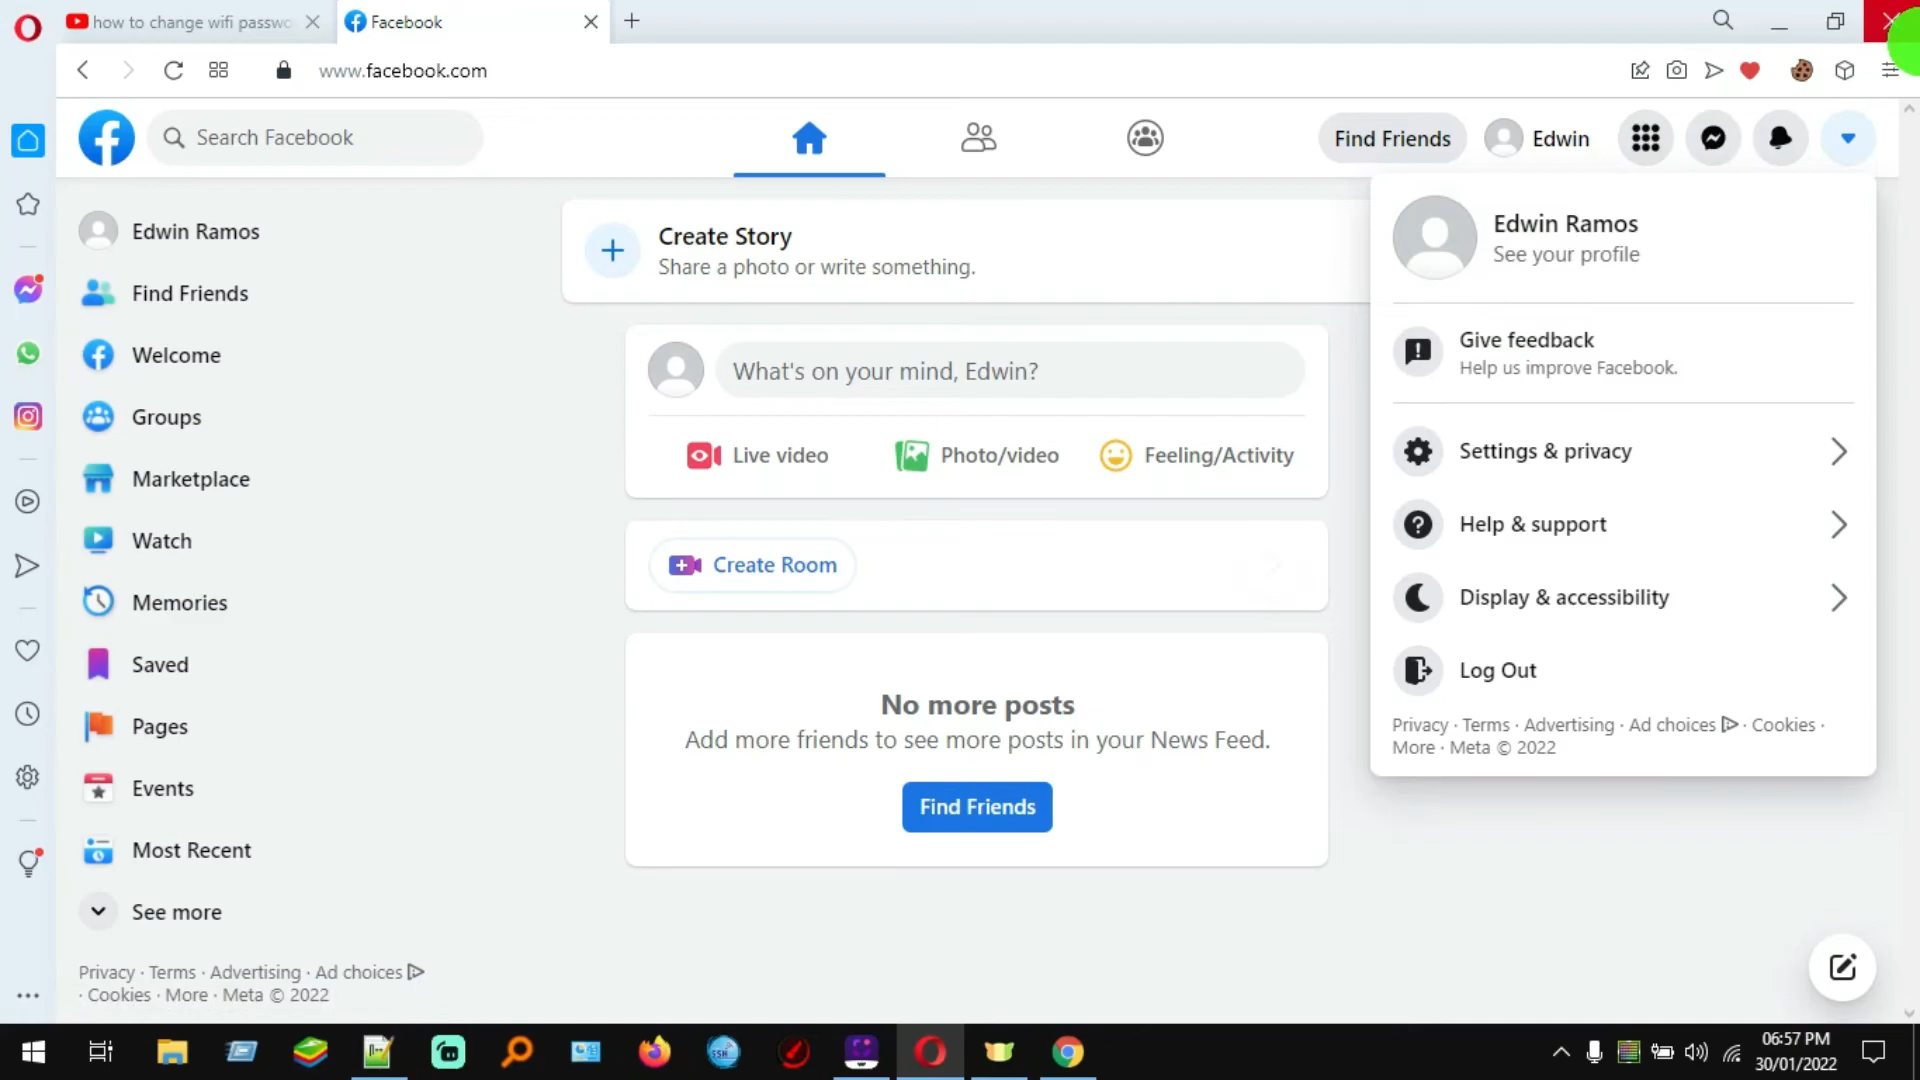 how to change wifi passwo
Facebook
www.facebook.com
Search Facebook
Find Friends
Edwin
Edwin Ramos
Find Friends
Welcome
Groups
Marketplace
Watch
Memories
Saved
Pages
Events
Most Recent
See more
Privacy · Terms · Advertising · Ad choices
· Cookies · More · Meta © 2022
Create Story
Share a photo or write something.
What's on your mind, Edwin?
Live video
Photo/video
Feeling/Activity
Create Room
No more posts
Add more friends to see more posts in your News Feed.
Find Friends
Edwin Ramos
See your profile
Give feedback
Help us improve Facebook.
Settings & privacy
Help & support
Display & accessibility
Log Out
Privacy · Terms · Advertising · Ad choices · Cookies ·
More · Meta © 2022
SSH
06:57 PM
30/01/2022